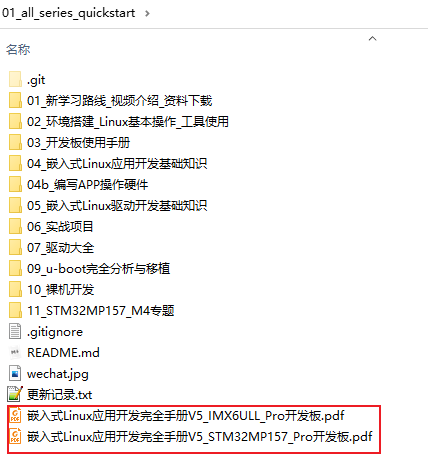 01_all_series_quickstart
名称
.git
01_新学习路线_视频介绍_资料下载
02_环境搭建_Linux基本操作_工具使用
03_开发板使用手册
04_嵌入式Linux应用开发基础知识
04b_编写APP操作硬件
05_嵌入式Linux驱动开发基础知识
06_实战项目
07_驱动大全
09_u-boot完全分析与移植
10_裸机开发
11_STM32MP157_M4专题
.gitignore
README.md
wechat.jpg
更新记录.txt
嵌入式Linux应用开发完全手册V5_IMX6ULL_Pro开发板.pdf
嵌入式Linux应用开发完全手册V5_STM32MP157_Pro开发板.pdf